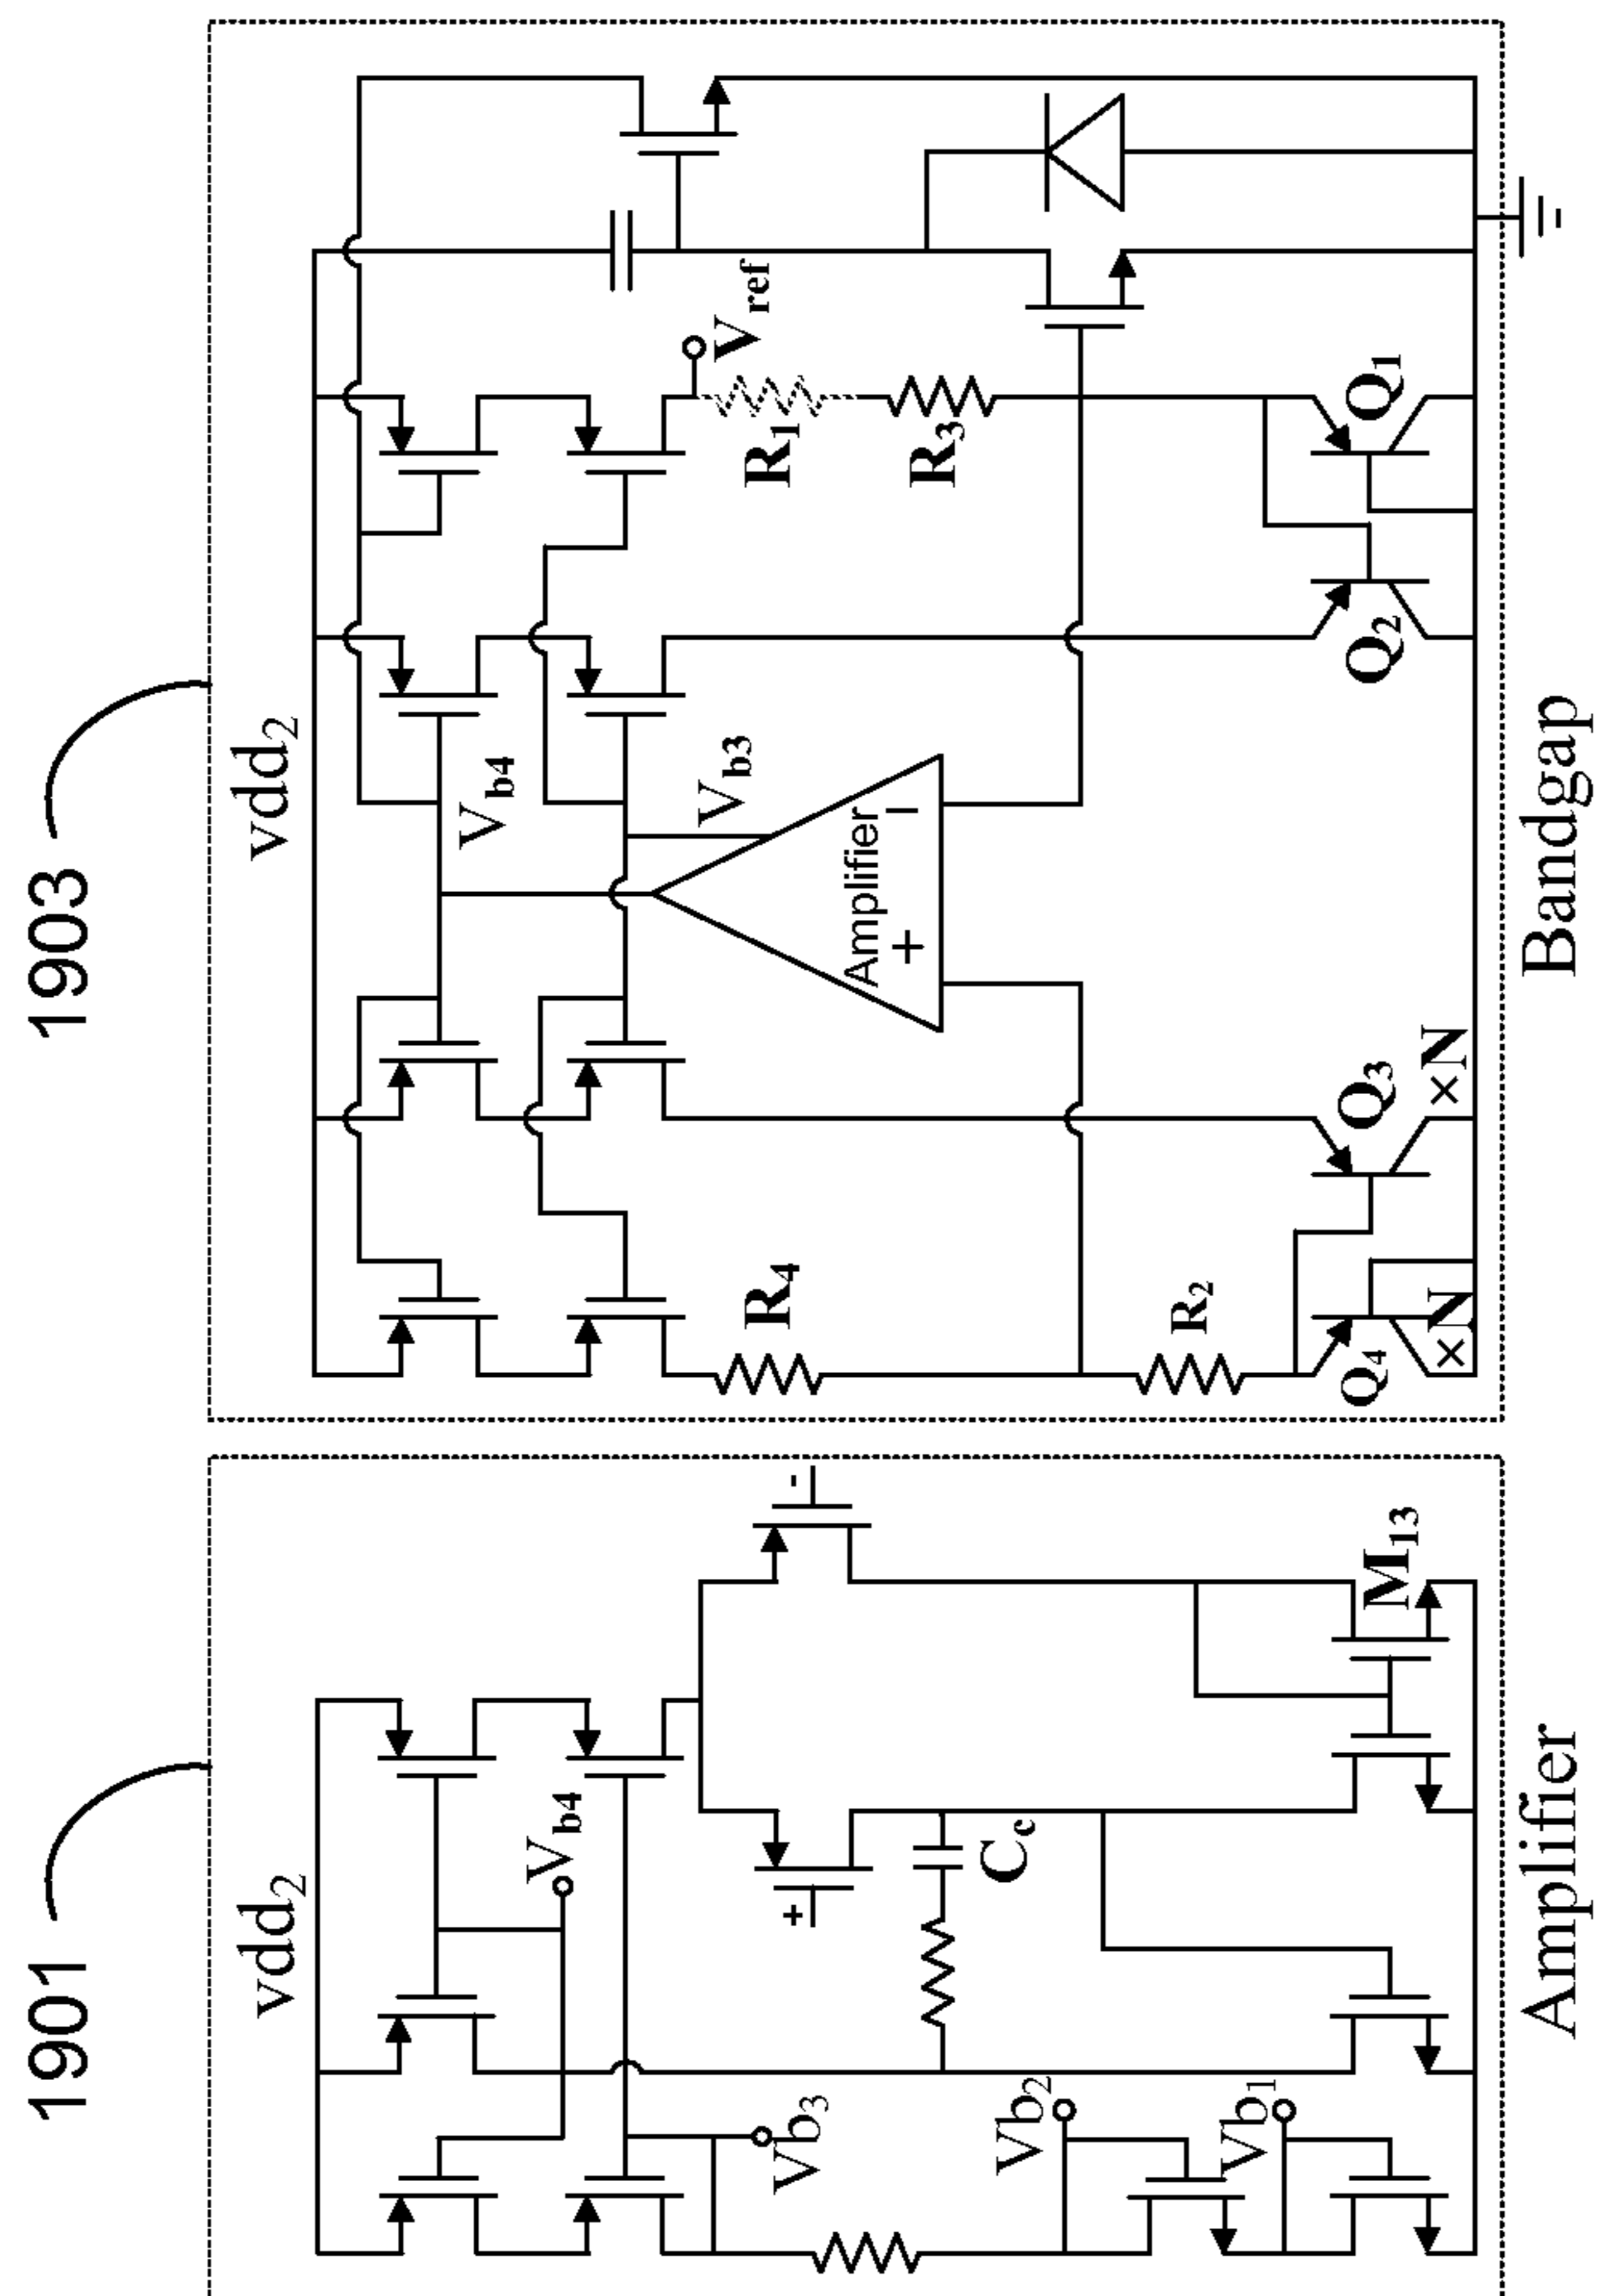 1901
vdd2
Vb4
Vb3
Vb2
Vb1
+
-
Cc
M13
Amplifier
1903
vdd2
Vb4
Vb3
Amplifier
+
−
Vref
R1
R3
R4
R2
Q4
×N
Q3
×N
Q2
Q1
Bandgap